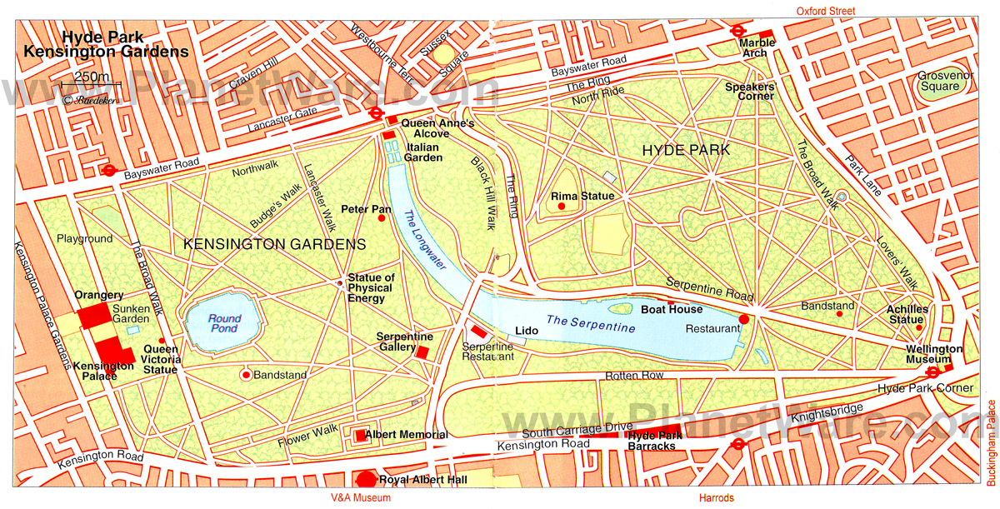 Oxford Street
Hyde Park
Kensington Gardens
250m
© Baedeker
www.PlanetWare.com
Craven Hill
Westbourne Terr.
Sussex
Square
Bayswater Road
The Ring
North Ride
Marble
Arch
Speakers'
Corner
Grosvenor
Square
Lancaster Gate
Queen Anne's
Alcove
Italian
Garden
HYDE PARK
Park Lane
The Broad Walk
Bayswater Road
Northwalk
Lancaster Walk
Budge's Walk
Black Hill Walk
The Ring
Rima Statue
Peter Pan
The Longwater
Playground
KENSINGTON GARDENS
The Broad Walk
Kensington Palace Gardens
Lovers' Walk
Statue of
Physical
Energy
Serpentine Road
Orangery
Sunken
Garden
Round
Pond
Boat House
Bandstand
Achilles
Statue
The Serpentine
Lido
Restaurant
Serpentine
Gallery
Serpertine
Restaurant
Queen
Victoria
Statue
Kensington
Palace
Wellington
Museum
Bandstand
Rotten Row
Hyde Park Corner
www.PlanetWare.com
Knightsbridge
Buckingham Palace
Flower Walk
Albert Memorial
South Carriage Drive
Hyde Park
Barracks
Kensington Road
Kensington Road
Royal Albert Hall
V&A Museum
Harrods